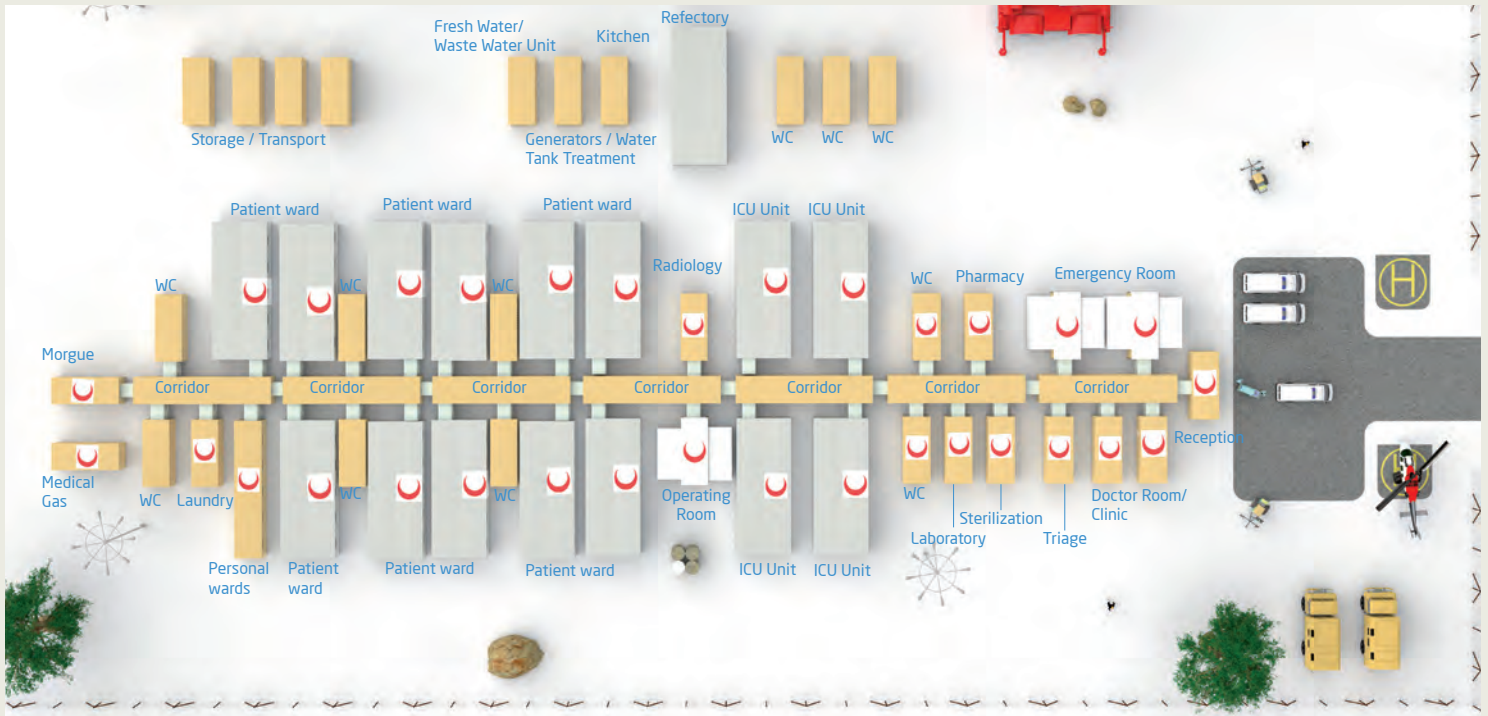 Refectory
Fresh Water/
Waste Water Unit
Kitchen
Storage / Transport
Generators / Water
Tank Treatment
WC
WC
WC
Patient ward
Patient ward
Patient ward
ICU Unit
ICU Unit
WC
WC
WC
Radiology
WC
Pharmacy
Emergency Room
H
Morgue
Corridor
Corridor
Corridor
Corridor
Corridor
Corridor
Corridor
Reception
H
Medical
Gas
WC
Laundry
WC
WC
Operating
Room
WC
Doctor Room/
Clinic
Sterilization
Laboratory
Triage
Personal
wards
Patient
ward
Patient ward
Patient ward
ICU Unit
ICU Unit